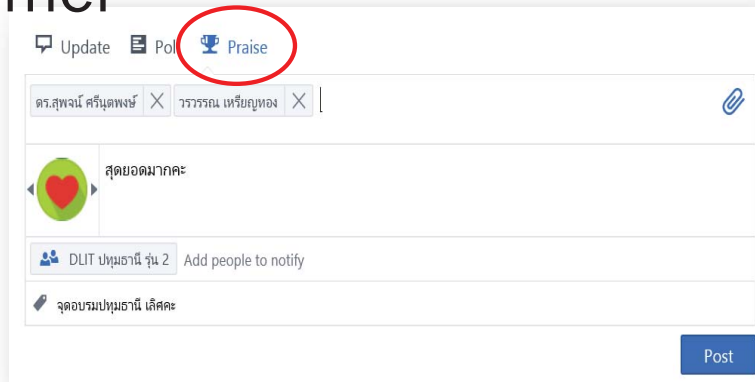 Update Pol Praise
ดร.สุพจน์ ศรีนุตพงษ์ วรวรรณ เหรียญทอง
สุดยอดมากคะ
DLIT ปทุมธานี รุ่น 2 Add people to notify
จุดอบรมปทุมธานี เลิศคะ
Post